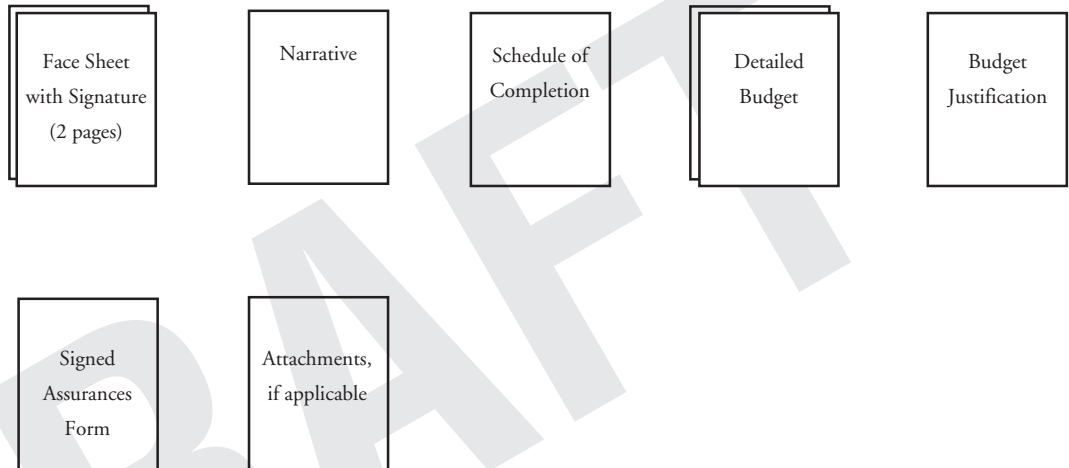 Face Sheet
with Signature
(2 pages)
Narrative
Schedule of
Completion
Detailed
Budget
Budget
Justification
Signed
Assurances
Form
Attachments,
if applicable
DRAFT